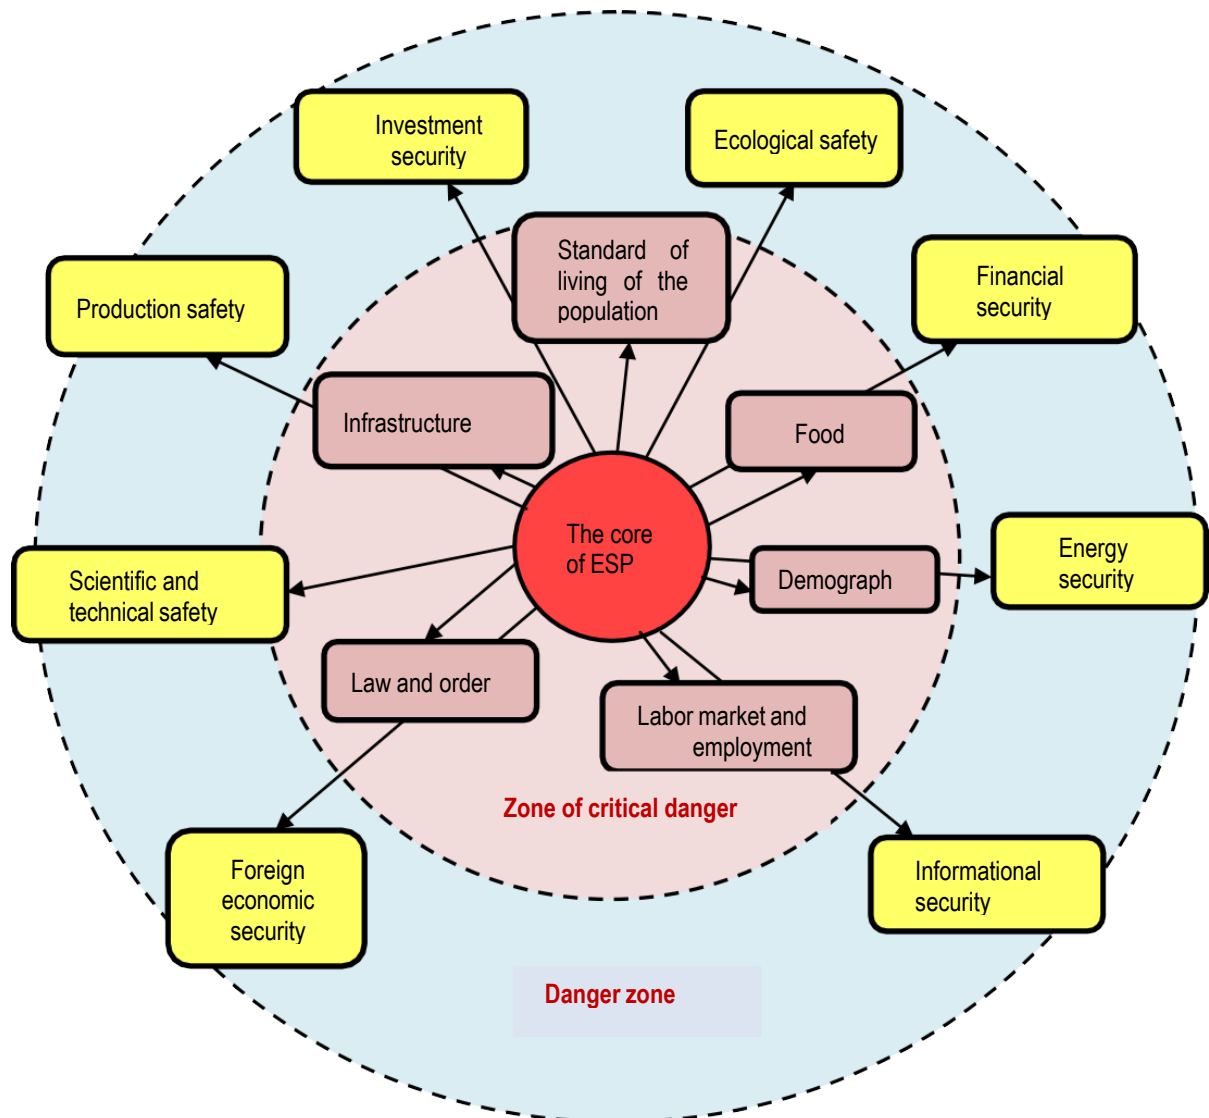 Investment
security
Ecological safety
Standard of
living of the
population
Financial
security
Production safety
Infrastructure
Food
The core
of ESP
Energy
security
Demograph
Scientific and
technical safety
Law and order
Labor market and
employment
Zone of critical danger
Foreign
economic
security
Informational
security
Danger zone